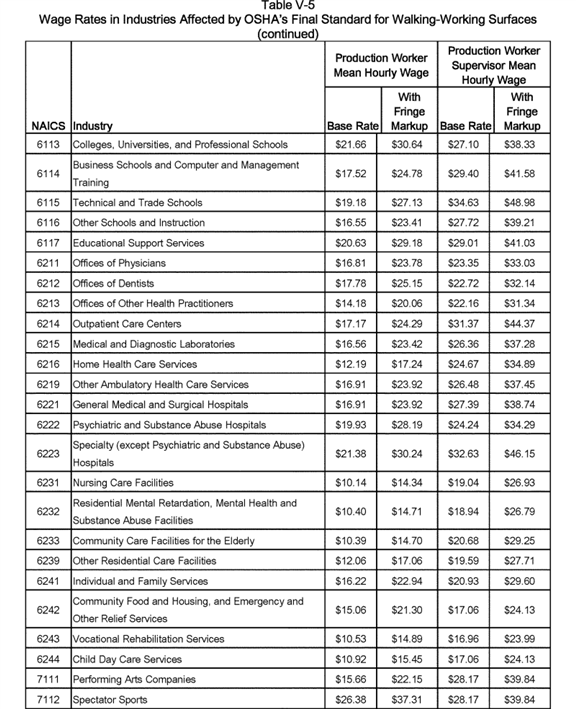 Table V-5
Wage Rates in Industries Affected by OSHA's Final Standard for Walking-Working Surfaces
(continued)
Production Worker Mean Hourly Wage | Production Worker Supervisor Mean Hourly Wage
NAICS | Industry | Base Rate | With Fringe Markup | Base Rate | With Fringe Markup
6113 | Colleges, Universities, and Professional Schools | $21.66 | $30.64 | $27.10 | $38.33
6114 | Business Schools and Computer and Management Training | $17.52 | $24.78 | $29.40 | $41.58
6115 | Technical and Trade Schools | $19.18 | $27.13 | $34.63 | $48.98
6116 | Other Schools and Instruction | $16.55 | $23.41 | $27.72 | $39.21
6117 | Educational Support Services | $20.63 | $29.18 | $29.01 | $41.03
6211 | Offices of Physicians | $16.81 | $23.78 | $23.35 | $33.03
6212 | Offices of Dentists | $17.78 | $25.15 | $22.72 | $32.14
6213 | Offices of Other Health Practitioners | $14.18 | $20.06 | $22.16 | $31.34
6214 | Outpatient Care Centers | $17.17 | $24.29 | $31.37 | $44.37
6215 | Medical and Diagnostic Laboratories | $16.56 | $23.42 | $26.36 | $37.28
6216 | Home Health Care Services | $12.19 | $17.24 | $24.67 | $34.89
6219 | Other Ambulatory Health Care Services | $16.91 | $23.92 | $26.48 | $37.45
6221 | General Medical and Surgical Hospitals | $16.91 | $23.92 | $27.39 | $38.74
6222 | Psychiatric and Substance Abuse Hospitals | $19.93 | $28.19 | $24.24 | $34.29
6223 | Specialty (except Psychiatric and Substance Abuse) Hospitals | $21.38 | $30.24 | $32.63 | $46.15
6231 | Nursing Care Facilities | $10.14 | $14.34 | $19.04 | $26.93
6232 | Residential Mental Retardation, Mental Health and Substance Abuse Facilities | $10.40 | $14.71 | $18.94 | $26.79
6233 | Community Care Facilities for the Elderly | $10.39 | $14.70 | $20.68 | $29.25
6239 | Other Residential Care Facilities | $12.06 | $17.06 | $19.59 | $27.71
6241 | Individual and Family Services | $16.22 | $22.94 | $20.93 | $29.60
6242 | Community Food and Housing, and Emergency and Other Relief Services | $15.06 | $21.30 | $17.06 | $24.13
6243 | Vocational Rehabilitation Services | $10.53 | $14.89 | $16.96 | $23.99
6244 | Child Day Care Services | $10.92 | $15.45 | $17.06 | $24.13
7111 | Performing Arts Companies | $15.66 | $22.15 | $28.17 | $39.84
7112 | Spectator Sports | $26.38 | $37.31 | $28.17 | $39.84